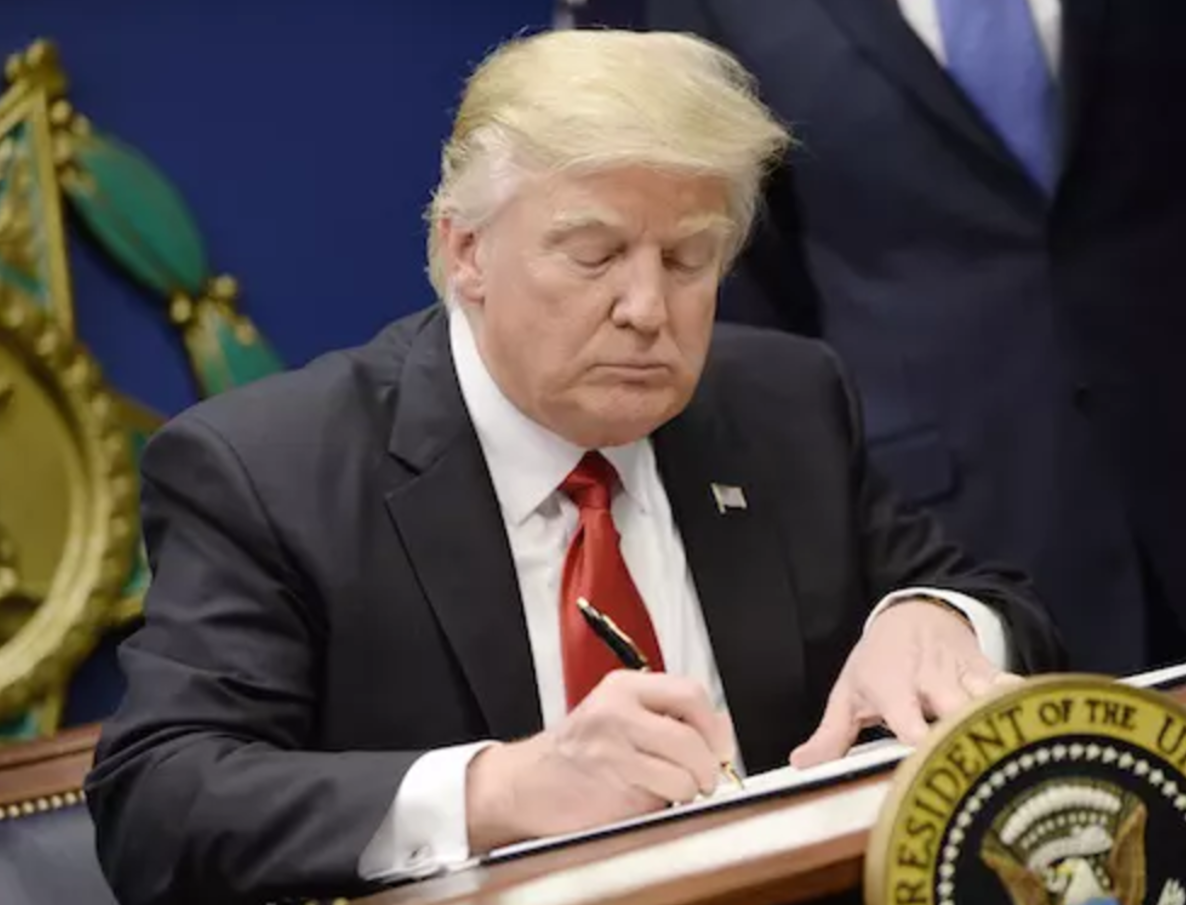 RESIDENT OF THE U